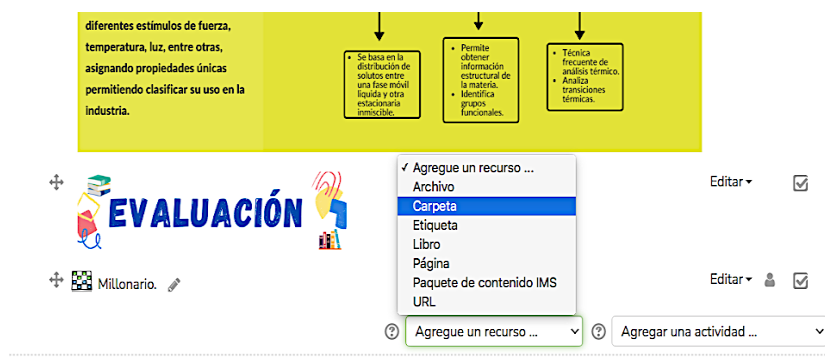 diferentes estímulos de fuerza,
temperatura, luz, entre otras,
asignando propiedades únicas
permitiendo clasificar su uso en la
industria.
• Se basa en la
distribución de
solutos entre
una fase móvil
líquida y otra
estacionaria
inmiscible.
• Permite
obtener
información
estructural de
la materia.
• Identifica
grupos
funcionales.
• Técnica
frecuente de
análisis térmico.
• Analiza
transiciones
térmicas.
✓ Agregue un recurso ...
Archivo
Carpeta
Etiqueta
Libro
Página
Paquete de contenido IMS
URL
EVALUACIÓN
Editar
Millonario.
Editar
Agregue un recurso ...
Agregar una actividad ...